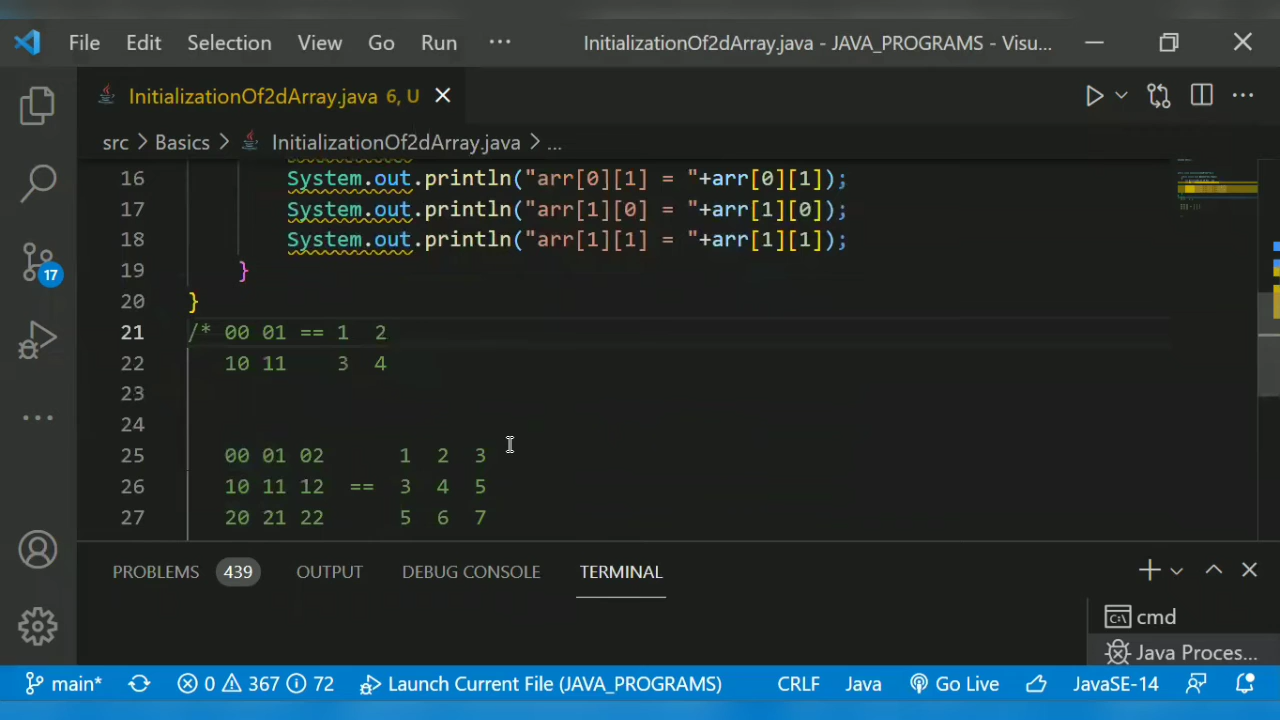 File Edit Selection View Go Run ··· InitializationOf2dArray.java - JAVA_PROGRAMS - Visu...
InitializationOf2dArray.java 6, U
src > Basics > InitializationOf2dArray.java > ...
16 System.out.println("arr[0][1] = "+arr[0][1]);
17 System.out.println("arr[1][0] = "+arr[1][0]);
18 System.out.println("arr[1][1] = "+arr[1][1]);
19 }
20 }
21 /* 00 01 == 1 2
22 10 11 3 4
23
24
25 00 01 02 1 2 3
26 10 11 12 == 3 4 5
27 20 21 22 5 6 7
17
PROBLEMS 439 OUTPUT DEBUG CONSOLE TERMINAL
cmd
Java Proces...
main* 0 367 72 Launch Current File (JAVA_PROGRAMS) CRLF Java Go Live JavaSE-14